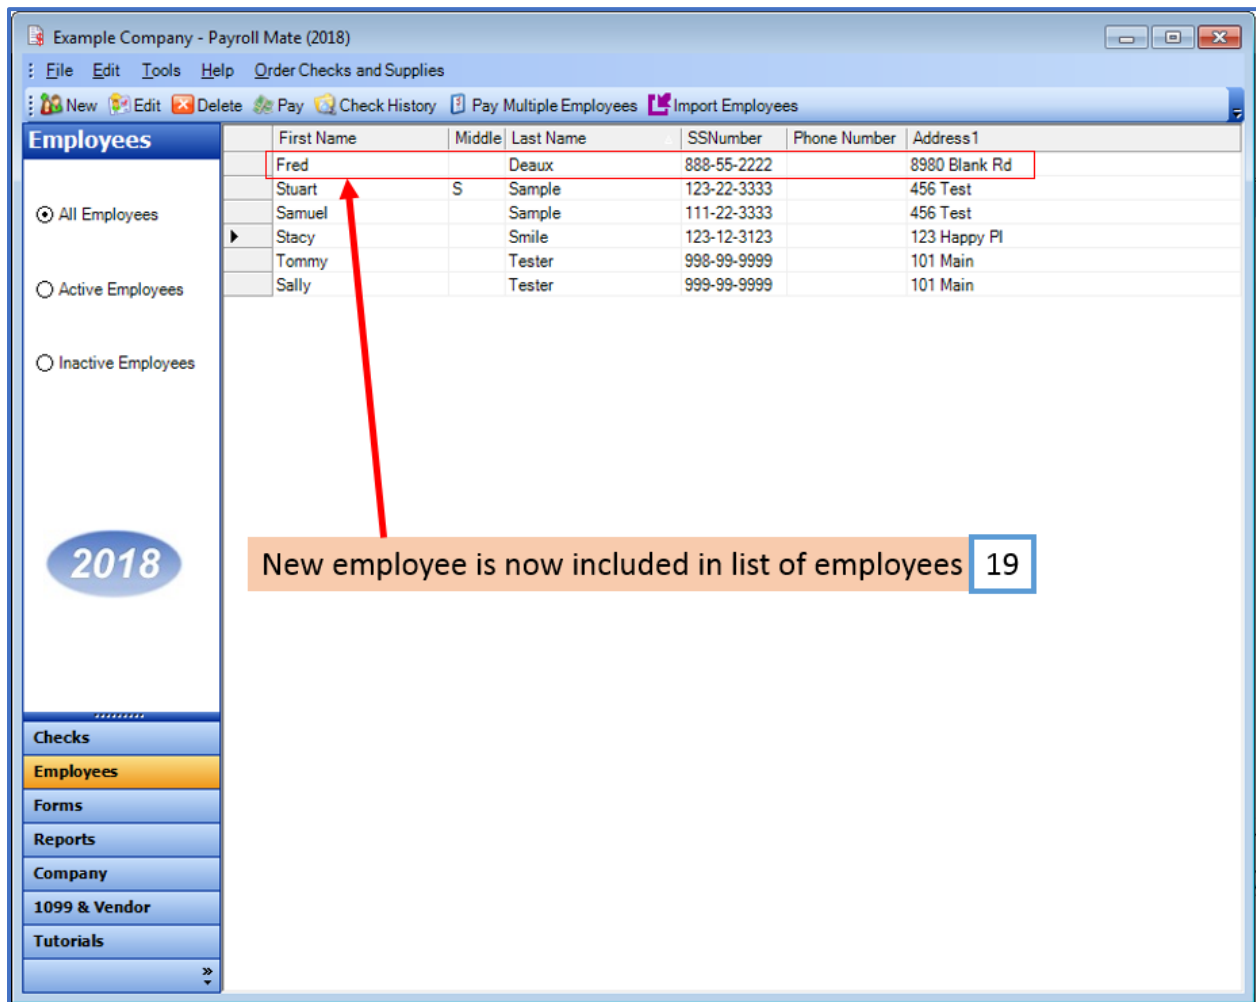 Example Company - Payroll Mate (2018)
File Edit Tools Help Order Checks and Supplies
New Edit Delete Pay Check History Pay Multiple Employees Import Employees
Employees
First Name Middle Last Name SSNumber Phone Number Address1
Fred Deaux 888-55-2222 8980 Blank Rd
Stuart S Sample 123-22-3333 456 Test
Samuel Sample 111-22-3333 456 Test
Stacy Smile 123-12-3123 123 Happy Pl
Tommy Tester 998-99-9999 101 Main
Sally Tester 999-99-9999 101 Main
All Employees
Active Employees
Inactive Employees
2018
New employee is now included in list of employees 19
Checks
Employees
Forms
Reports
Company
1099 & Vendor
Tutorials